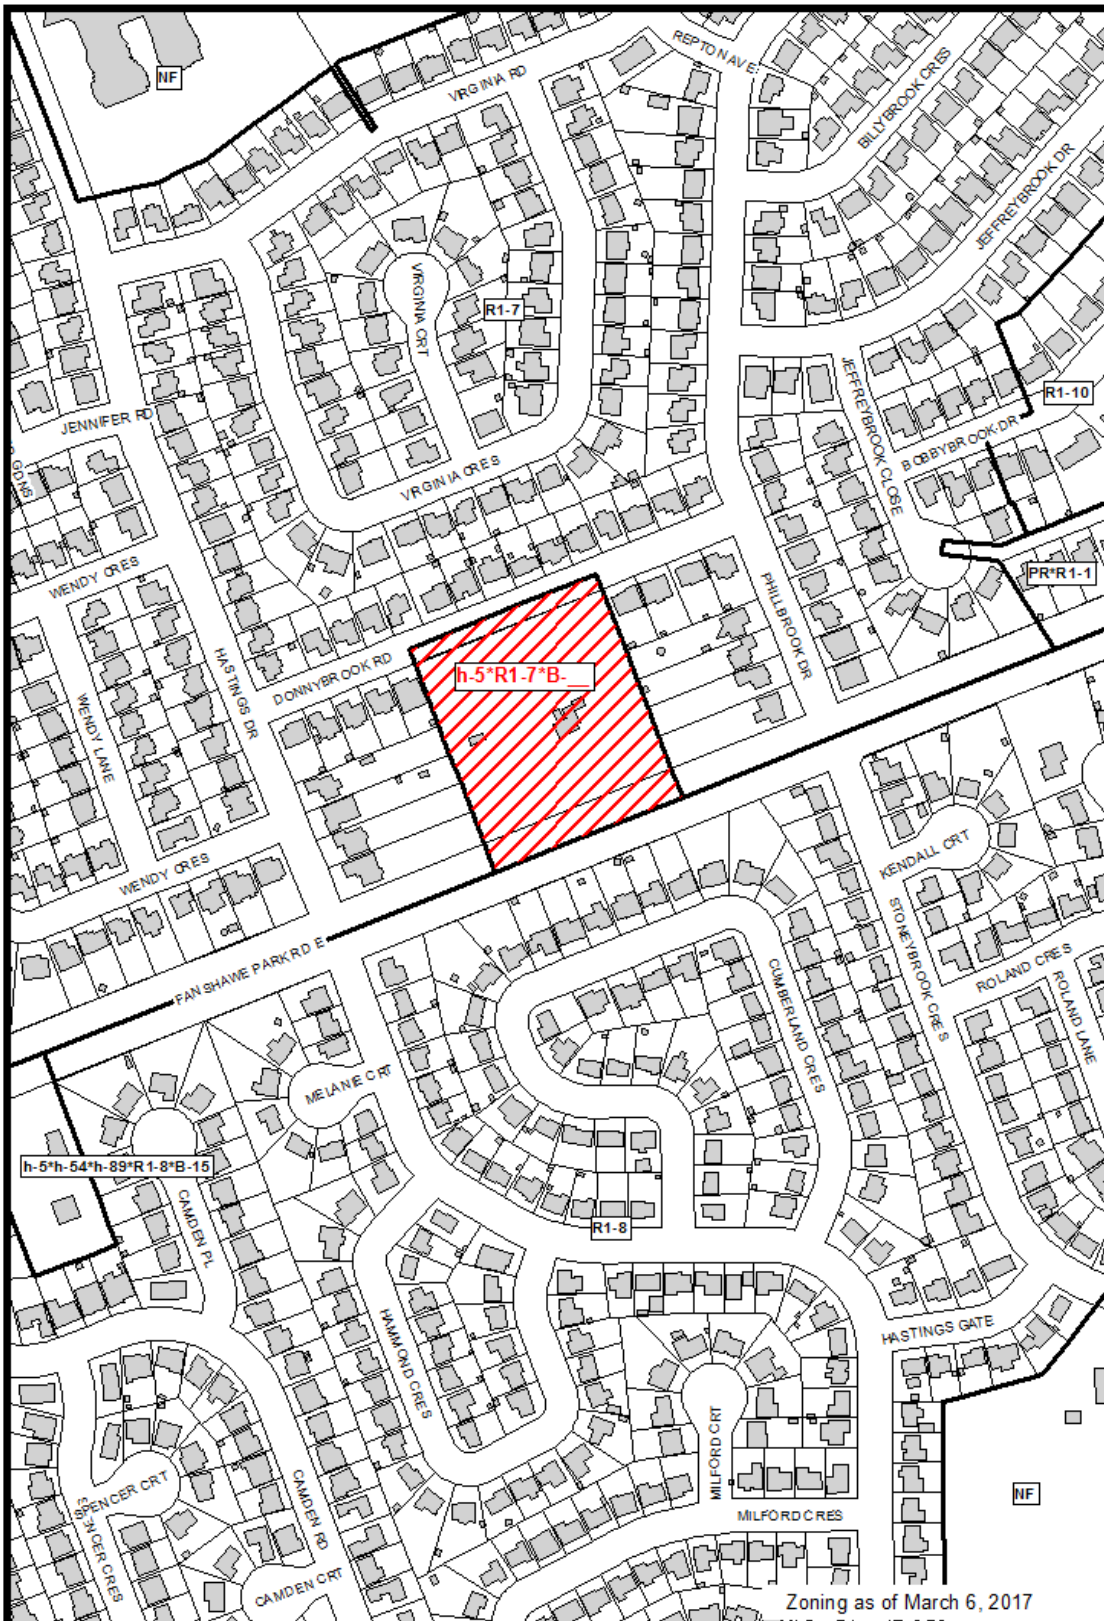 NF
VIRGINIA RD
REPTON AVE
BILLYBROOK CRES
JEFFREYBROOK DR
VIRGINIA CRT
R1-7
JEFFREYBROOK CLOSE
R1-10
JENNIFER RD
BOBBYBROOK DR
GDNS
VIRGINIA CRES
WENDY CRES
PR*R1-1
PHILLBROOK DR
HASTINGS DR
DONNYBROOK RD
h-5*R1-7*B-__
WENDY LANE
WENDY CRES
KENDALL CRT
STONEYBROOK CRES
FANSHAWE PARK RD E
CUMBERLAND CRES
ROLAND CRES
ROLAND LANE
MELANIE CRT
h-5*h-54*h-89*R1-8*B-15
CAMDEN PL
R1-8
HAMMOND CRES
HASTINGS GATE
MILFORD CRT
SPENCER CRT
SPENCER CRES
CAMDEN RD
NF
MILFORD CRES
CAMDEN CRT
Zoning as of March 6, 2017